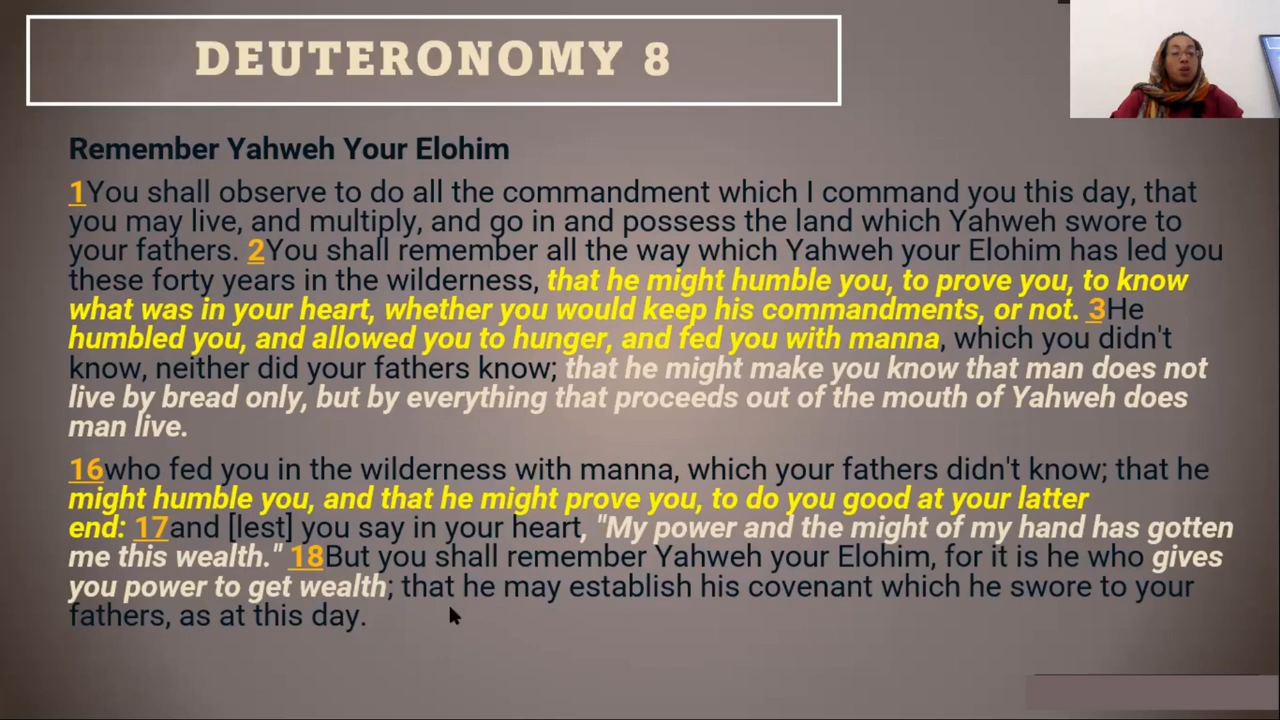 DEUTERONOMY 8
Remember Yahweh Your Elohim
1You shall observe to do all the commandment which I command you this day, that
you may live, and multiply, and go in and possess the land which Yahweh swore to
your fathers. 2You shall remember all the way which Yahweh your Elohim has led you
these forty years in the wilderness, that he might humble you, to prove you, to know
what was in your heart, whether you would keep his commandments, or not. 3He
humbled you, and allowed you to hunger, and fed you with manna, which you didn't
know, neither did your fathers know; that he might make you know that man does not
live by bread only, but by everything that proceeds out of the mouth of Yahweh does
man live.
16who fed you in the wilderness with manna, which your fathers didn't know; that he
might humble you, and that he might prove you, to do you good at your latter
end: 17and [lest] you say in your heart, "My power and the might of my hand has gotten
me this wealth." 18But you shall remember Yahweh your Elohim, for it is he who gives
you power to get wealth; that he may establish his covenant which he swore to your
fathers, as at this day.